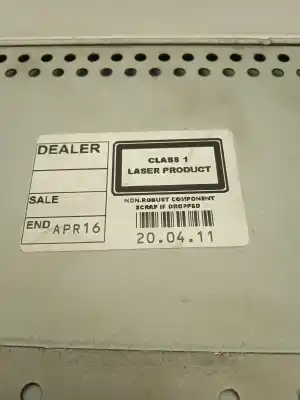 DEALER
SALE
END APR16
CLASS 1
LASER PRODUCT
NON.ROBUST COMPONENT
SCRAP IF DROPPED
20.04.11